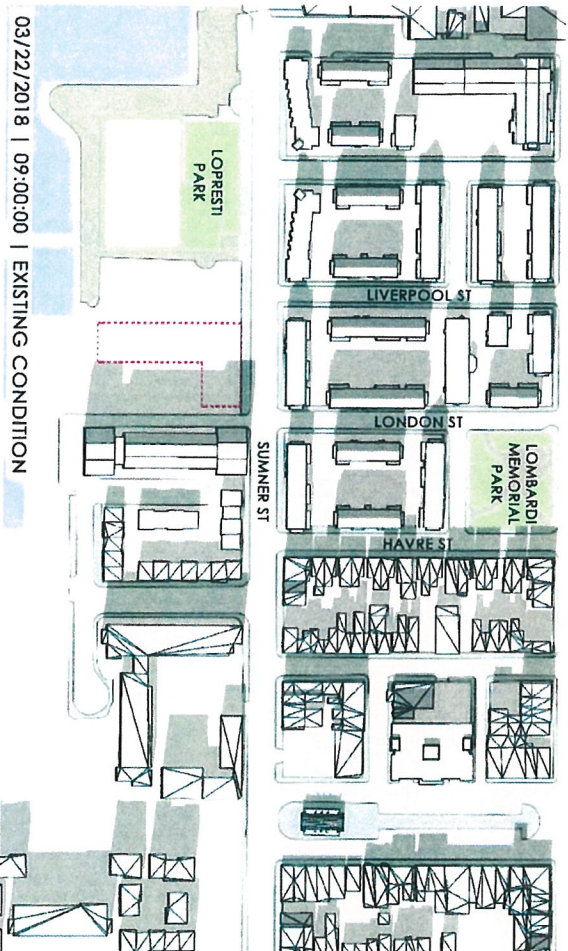 LOPRESTI
PARK
LIVERPOOL ST
LONDON ST
LOMBARDI
MEMORIAL
PARK
SUMNER ST
HAVRE ST
03/22/2018 | 09:00:00 | EXISTING CONDITION